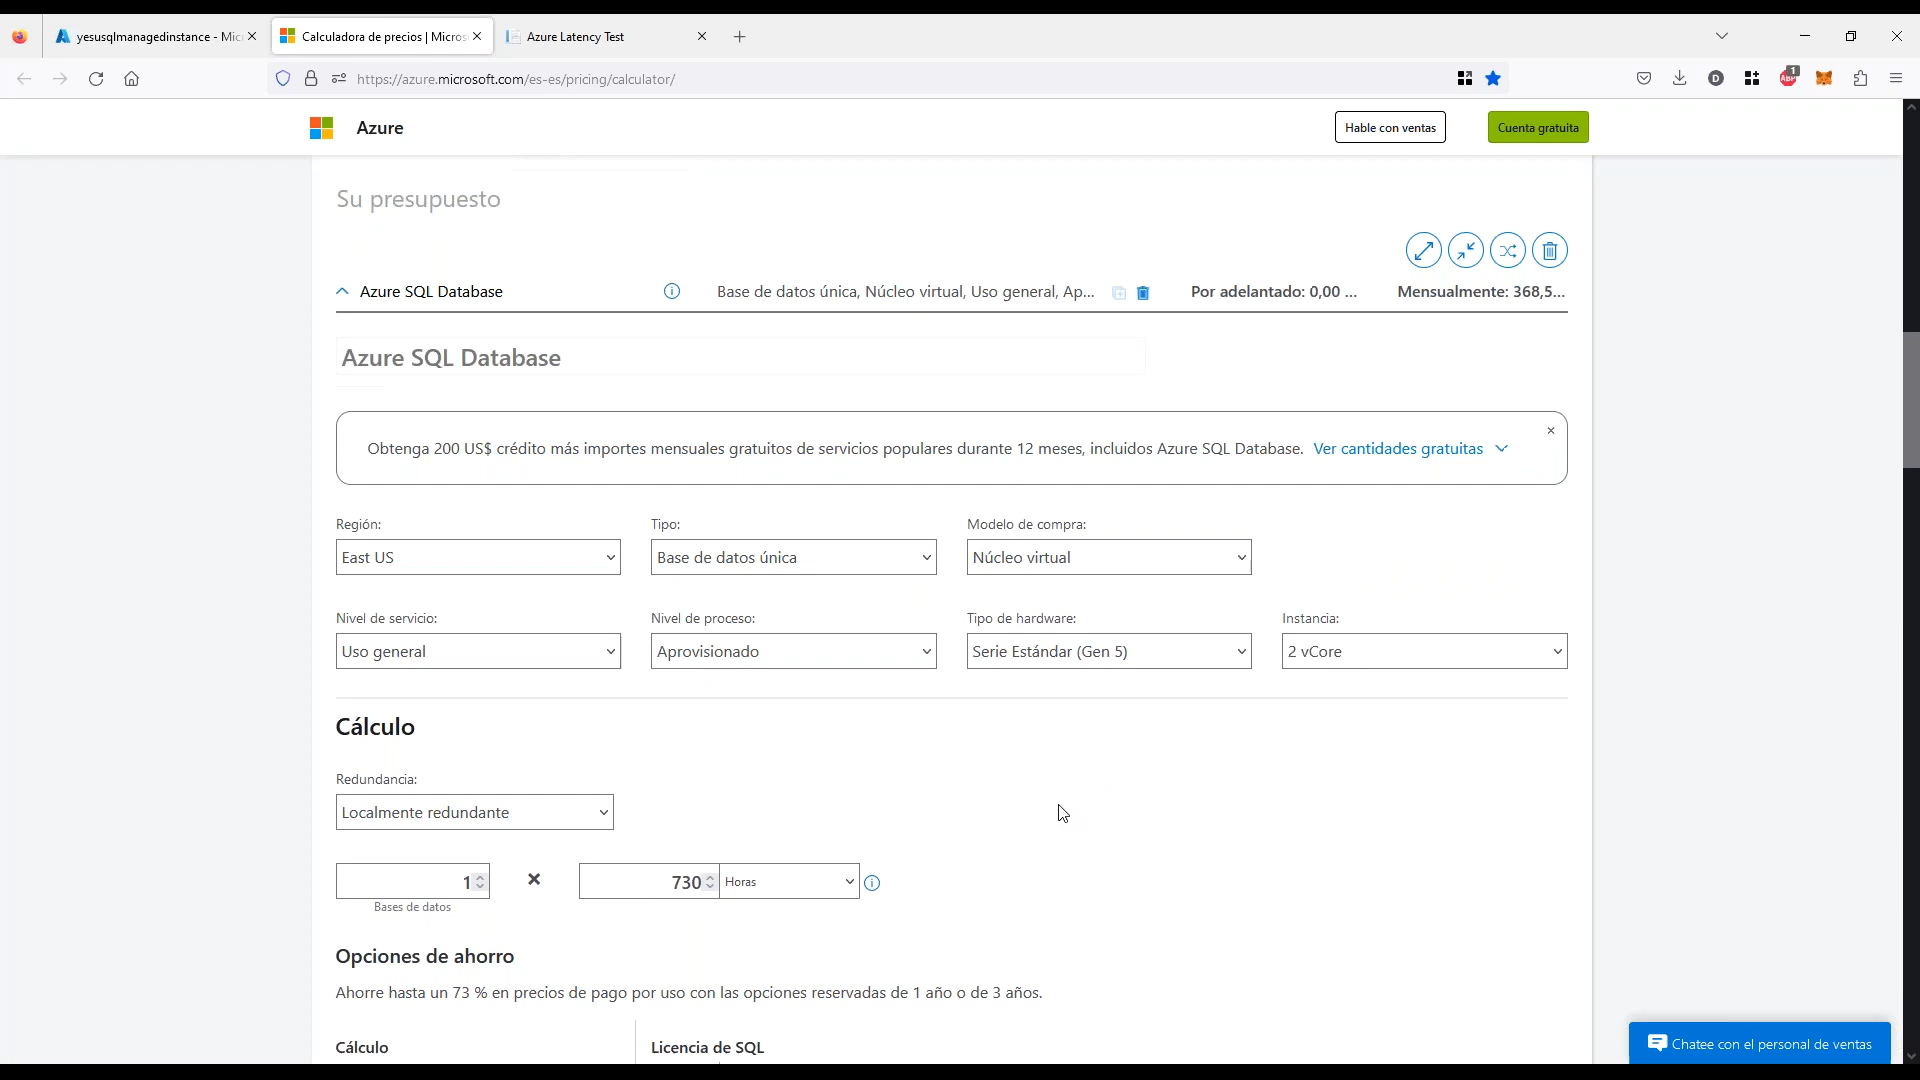 yesusqlmanagedinstance - Mic
Calculadora de precios | Micros
Azure Latency Test
https://azure.microsoft.com/es-es/pricing/calculator/
D
ABP
1
Azure
Hable con ventas
Cuenta gratuita
Su presupuesto
Azure SQL Database
Base de datos única, Núcleo virtual, Uso general, Ap...
Por adelantado: 0,00 ...
Mensualmente: 368,5...
Azure SQL Database
Obtenga 200 US$ crédito más importes mensuales gratuitos de servicios populares durante 12 meses, incluidos Azure SQL Database. Ver cantidades gratuitas
Región:
Tipo:
Modelo de compra:
East US
Base de datos única
Núcleo virtual
Nivel de servicio:
Nivel de proceso:
Tipo de hardware:
Instancia:
Uso general
Aprovisionado
Serie Estándar (Gen 5)
2 vCore
Cálculo
Redundancia:
Localmente redundante
1
×
730
Horas
Bases de datos
Opciones de ahorro
Ahorre hasta un 73 % en precios de pago por uso con las opciones reservadas de 1 año o de 3 años.
Cálculo
Licencia de SQL
Chatee con el personal de ventas